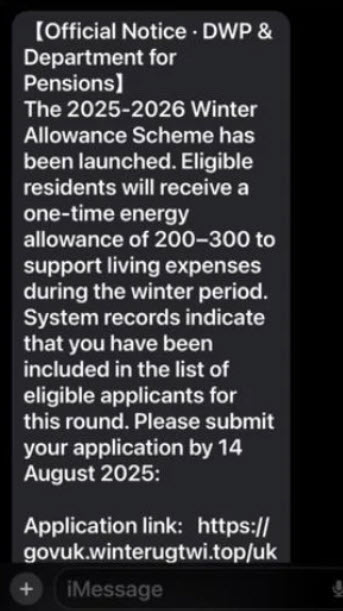 【Official Notice · DWP &
Department for
Pensions】
The 2025-2026 Winter
Allowance Scheme has
been launched. Eligible
residents will receive a
one-time energy
allowance of 200–300 to
support living expenses
during the winter period.
System records indicate
that you have been
included in the list of
eligible applicants for
this round. Please submit
your application by 14
August 2025:
Application link: https://
govuk.winterugtwi.top/uk
iMessage